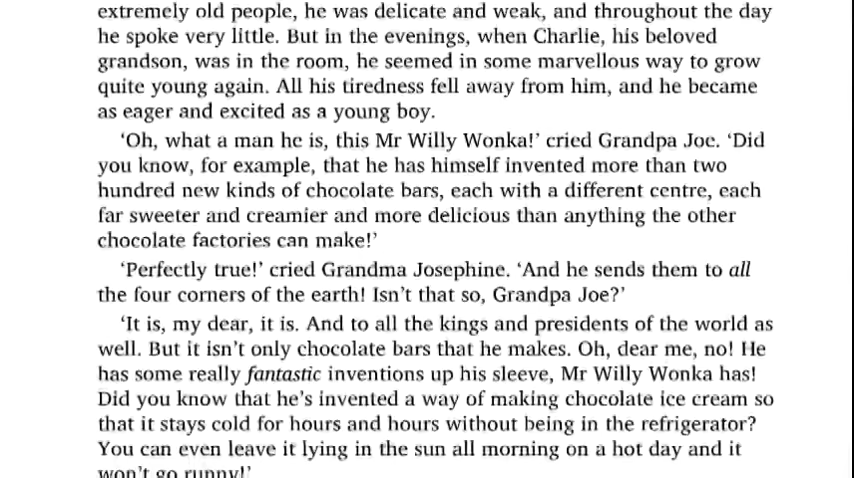 extremely old people, he was delicate and weak, and throughout the day
he spoke very little. But in the evenings, when Charlie, his beloved
grandson, was in the room, he seemed in some marvellous way to grow
quite young again. All his tiredness fell away from him, and he became
as eager and excited as a young boy.
‘Oh, what a man he is, this Mr Willy Wonka!’ cried Grandpa Joe. ‘Did
you know, for example, that he has himself invented more than two
hundred new kinds of chocolate bars, each with a different centre, each
far sweeter and creamier and more delicious than anything the other
chocolate factories can make!’
‘Perfectly true!’ cried Grandma Josephine. ‘And he sends them to all
the four corners of the earth! Isn’t that so, Grandpa Joe?’
‘It is, my dear, it is. And to all the kings and presidents of the world as
well. But it isn’t only chocolate bars that he makes. Oh, dear me, no! He
has some really fantastic inventions up his sleeve, Mr Willy Wonka has!
Did you know that he’s invented a way of making chocolate ice cream so
that it stays cold for hours and hours without being in the refrigerator?
You can even leave it lying in the sun all morning on a hot day and it
won’t go runny!’